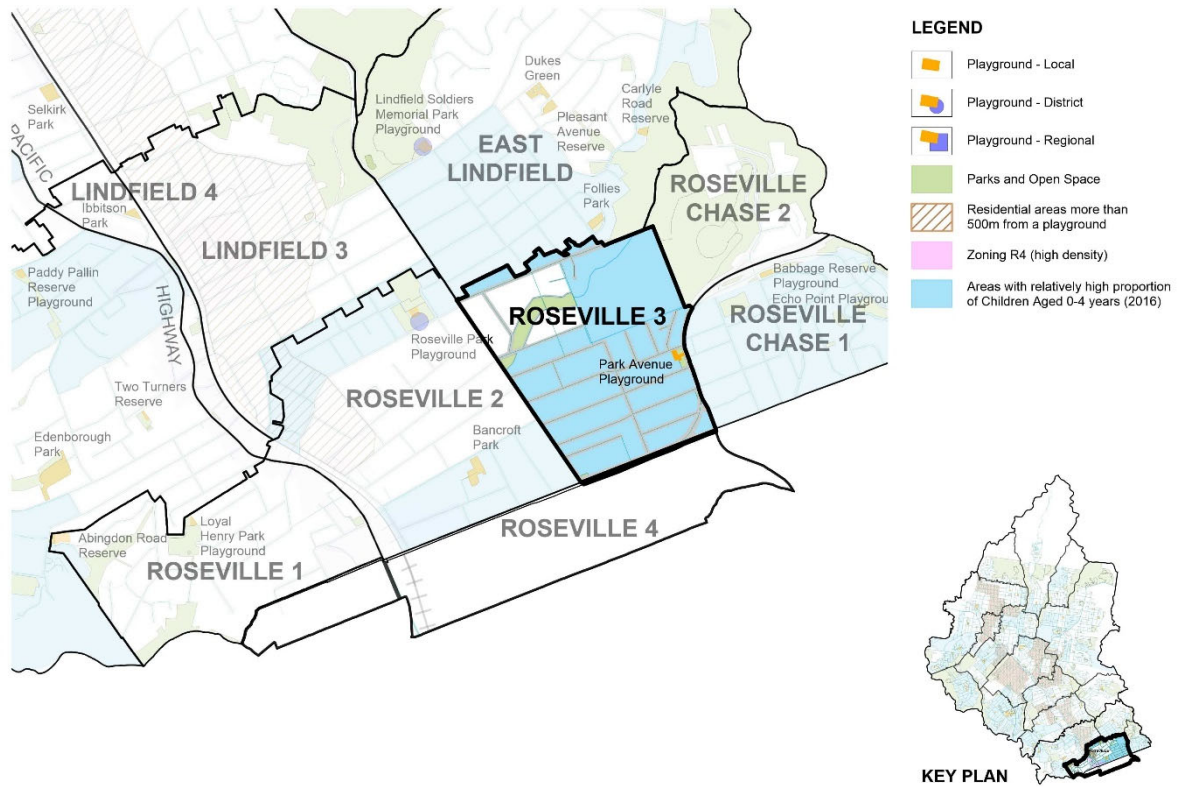 LEGEND
Playground - Local
Playground - District
Playground - Regional
Parks and Open Space
Residential areas more than
500m from a playground
Zoning R4 (high density)
Areas with relatively high proportion
of Children Aged 0-4 years (2016)
Selkirk
Park
PACIFIC
HIGHWAY
LINDFIELD 4
Ibbitson
Park
LINDFIELD 3
Lindfield Soldiers
Memorial Park
Playground
Dukes
Green
Pleasant
Avenue
Reserve
Carlyle
Road
Reserve
EAST
LINDFIELD
Follies
Park
ROSEVILLE
CHASE 2
Paddy Pallin
Reserve
Playground
Babbage Reserve
Playground
Echo Point Playgrou
ROSEVILLE
CHASE 1
ROSEVILLE 3
Roseville Park
Playground
Park Avenue
Playground
Two Turners
Reserve
ROSEVILLE 2
Edenborough
Park
Bancroft
Park
Abingdon Road
Reserve
Loyal
Henry Park
Playground
ROSEVILLE 1
ROSEVILLE 4
KEY PLAN